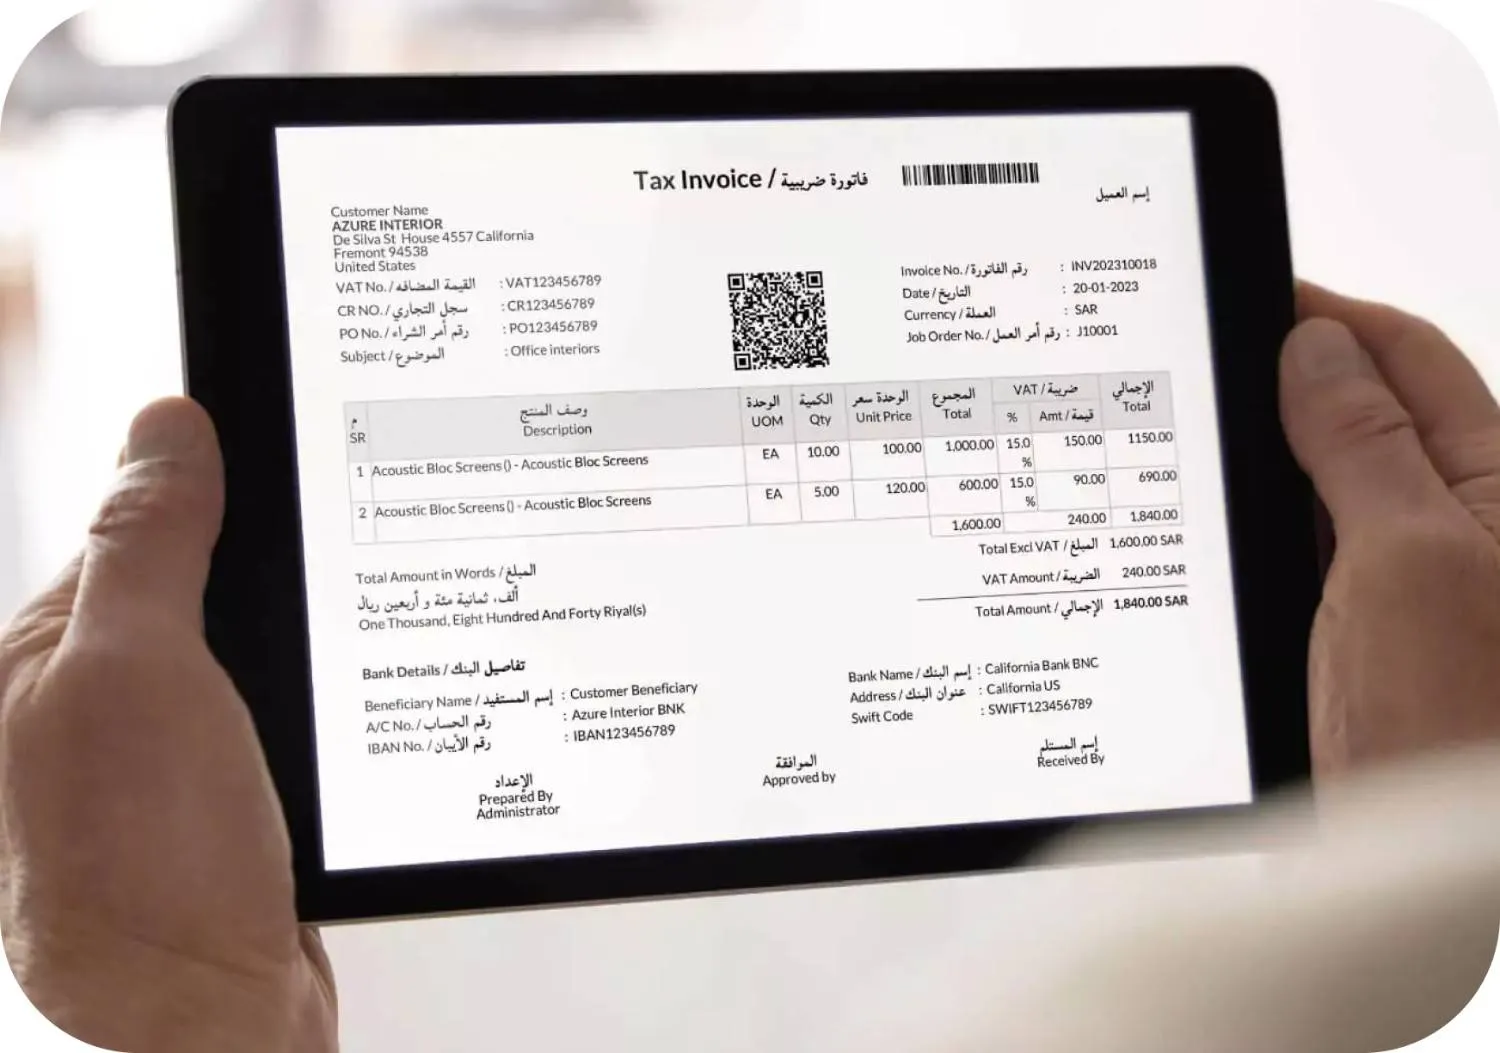 Tax Invoice / فاتورة ضريبية
إسم العميل
Customer Name
AZURE INTERIOR
De Silva St House 4557 California
Fremont 94538
United States
VAT No. / القيمة المضافه : VAT123456789
CR NO. / سجل التجاري : CR123456789
PO No. / رقم أمر الشراء : PO123456789
Subject / الموضوع : Office interiors
Invoice No. / رقم الفاتورة : INV202310018
Date / التاريخ : 20-01-2023
Currency / العملة : SAR
Job Order No. / رقم أمر العمل : J10001
م وصف المنتج الوحدة الكمية الوحدة سعر المجموع VAT / ضريبة الإجمالي
SR Description UOM Qty Unit Price Total % Amt / قيمة Total
1 Acoustic Bloc Screens () - Acoustic Bloc Screens EA 10.00 100.00 1,000.00 15.0 % 150.00 1150.00
2 Acoustic Bloc Screens () - Acoustic Bloc Screens EA 5.00 120.00 600.00 15.0 % 90.00 690.00
1,600.00 240.00 1,840.00
Total Excl VAT / المبلغ 1,600.00 SAR
VAT Amount / الضريبة 240.00 SAR
Total Amount / الإجمالي 1,840.00 SAR
Total Amount in Words / المبلغ
ألف، ثمانية مئة و أربعين ريال
One Thousand, Eight Hundred And Forty Riyal(s)
Bank Details / تفاصيل البنك
Beneficiary Name / إسم المستفيد : Customer Beneficiary
A/C No. / رقم الحساب : Azure Interior BNK
IBAN No. / رقم الأيبان : IBAN123456789
Bank Name / إسم البنك : California Bank BNC
Address / عنوان البنك : California US
Swift Code : SWIFT123456789
الإعداد
Prepared By
Administrator
الموافقة
Approved by
إسم المستلم
Received By